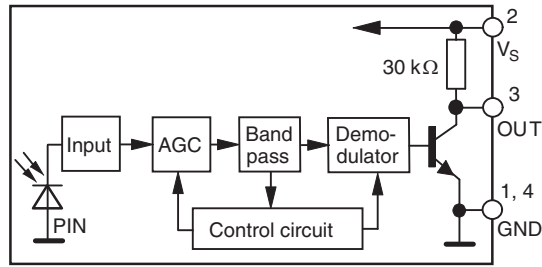 2
V_S
30 kΩ
3
OUT
Input
AGC
Band
pass
Demo-
dulator
PIN
Control circuit
1, 4
GND